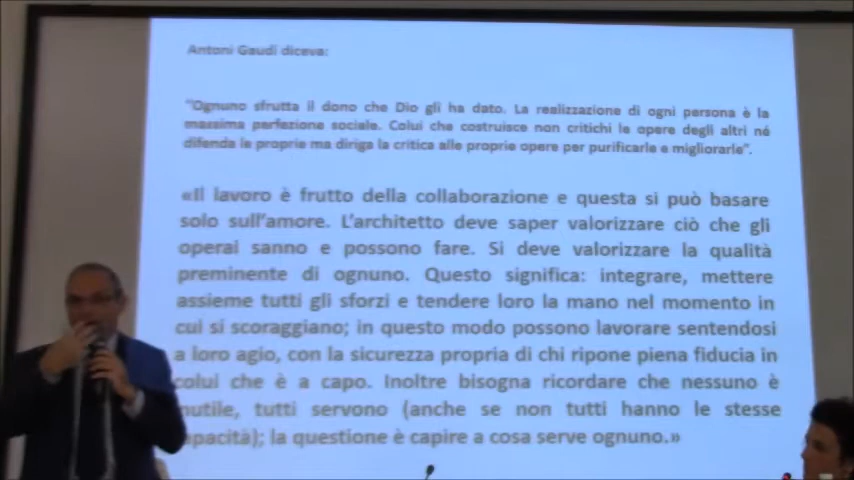 Antoni Gaudí diceva:
"Ognuno sfrutta il dono che Dio gli ha dato. La realizzazione di ogni persona è la
massima perfezione sociale. Colui che costruisce non critichi le opere degli altri né
difenda le proprie ma diriga la critica alle proprie opere per purificarle e migliorarle".
«Il lavoro è frutto della collaborazione e questa si può basare
solo sull'amore. L'architetto deve saper valorizzare ciò che gli
operai sanno e possono fare. Si deve valorizzare la qualità
preminente di ognuno. Questo significa: integrare, mettere
assieme tutti gli sforzi e tendere loro la mano nel momento in
cui si scoraggiano; in questo modo possono lavorare sentendosi
a loro agio, con la sicurezza propria di chi ripone piena fiducia in
colui che è a capo. Inoltre bisogna ricordare che nessuno è
inutile, tutti servono (anche se non tutti hanno le stesse
capacità); la questione è capire a cosa serve ognuno.»